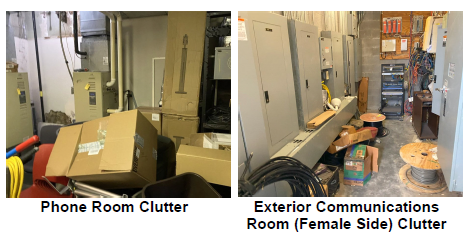 Phone Room Clutter
Exterior Communications
Room (Female Side) Clutter